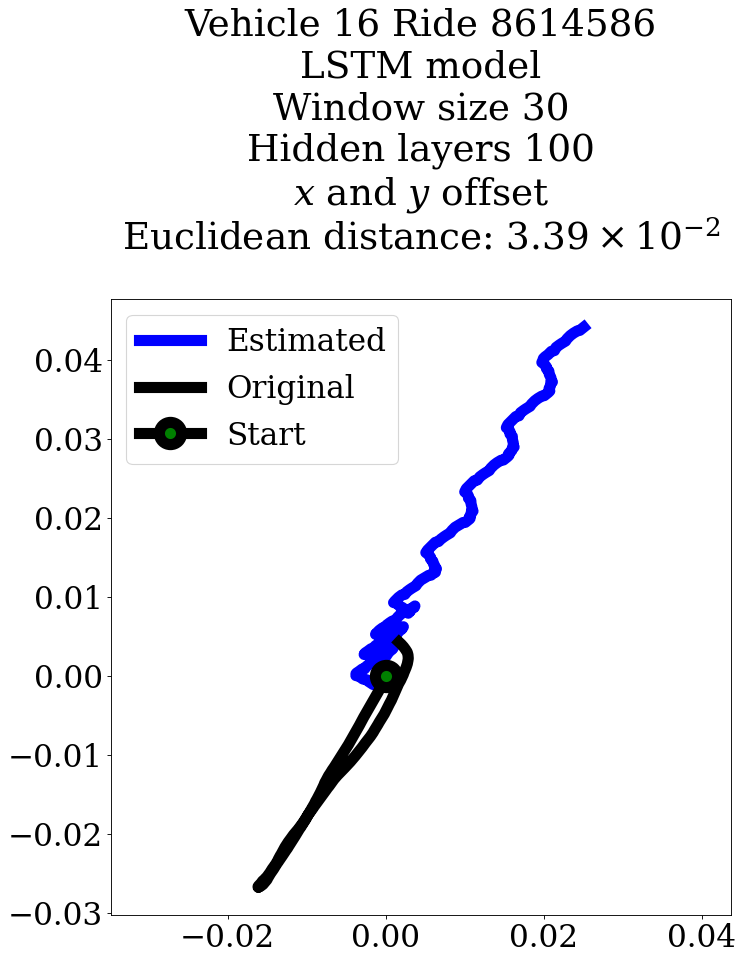 Vehicle 16 Ride 8614586
LSTM model
Window size 30
Hidden layers 100
x and y offset
Euclidean distance: 3.39 × 10⁻²
Estimated
Original
Start
0.04
0.03
0.02
0.01
0.00
−0.01
−0.02
−0.03
−0.02 0.00 0.02 0.04